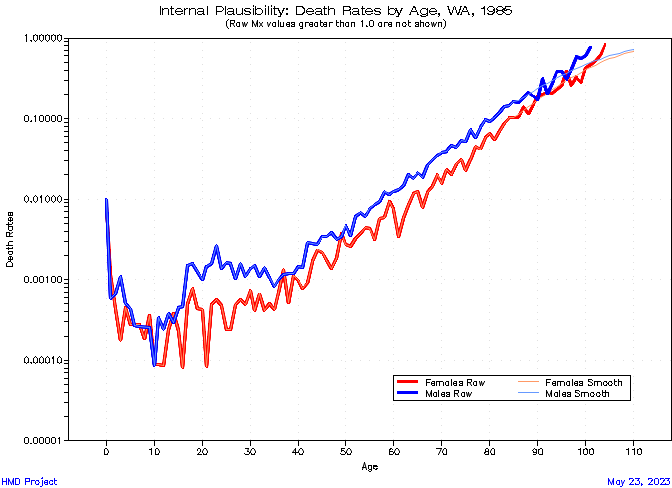 Internal Plausibility: Death Rates by Age, WA, 1985
(Raw Mx values greater than 1.0 are not shown)
1.00000
0.10000
0.01000
0.00100
0.00010
0.00001
Death Rates
Females Raw
Females Smooth
Males Raw
Males Smooth
0 10 20 30 40 50 60 70 80 90 100 110
Age
HMD Project
May 23, 2023